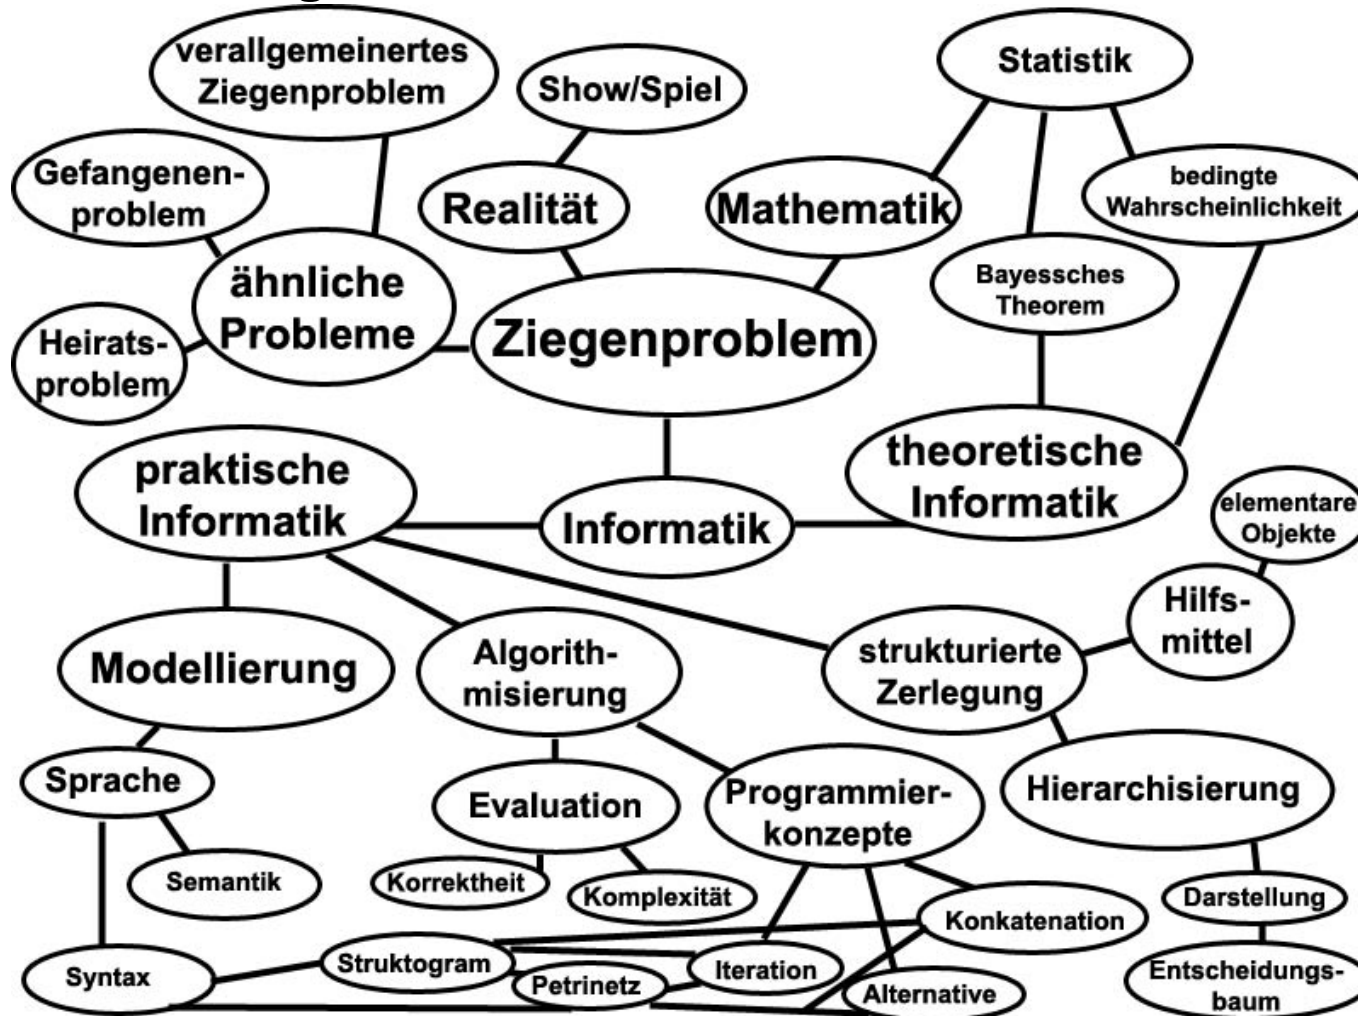 verallgemeinertes
Ziegenproblem
Show/Spiel
Statistik
Gefangenen-
problem
Realität
Mathematik
bedingte
Wahrscheinlichkeit
ähnliche
Probleme
Bayessches
Theorem
Heirats-
problem
Ziegenproblem
praktische
Informatik
Informatik
theoretische
Informatik
elementare
Objekte
Hilfs-
mittel
Modellierung
Algorith-
misierung
strukturierte
Zerlegung
Sprache
Evaluation
Programmier-
konzepte
Hierarchisierung
Semantik
Korrektheit
Komplexität
Konkatenation
Darstellung
Syntax
Struktogram
Petrinetz
Iteration
Alternative
Entscheidungs-
baum